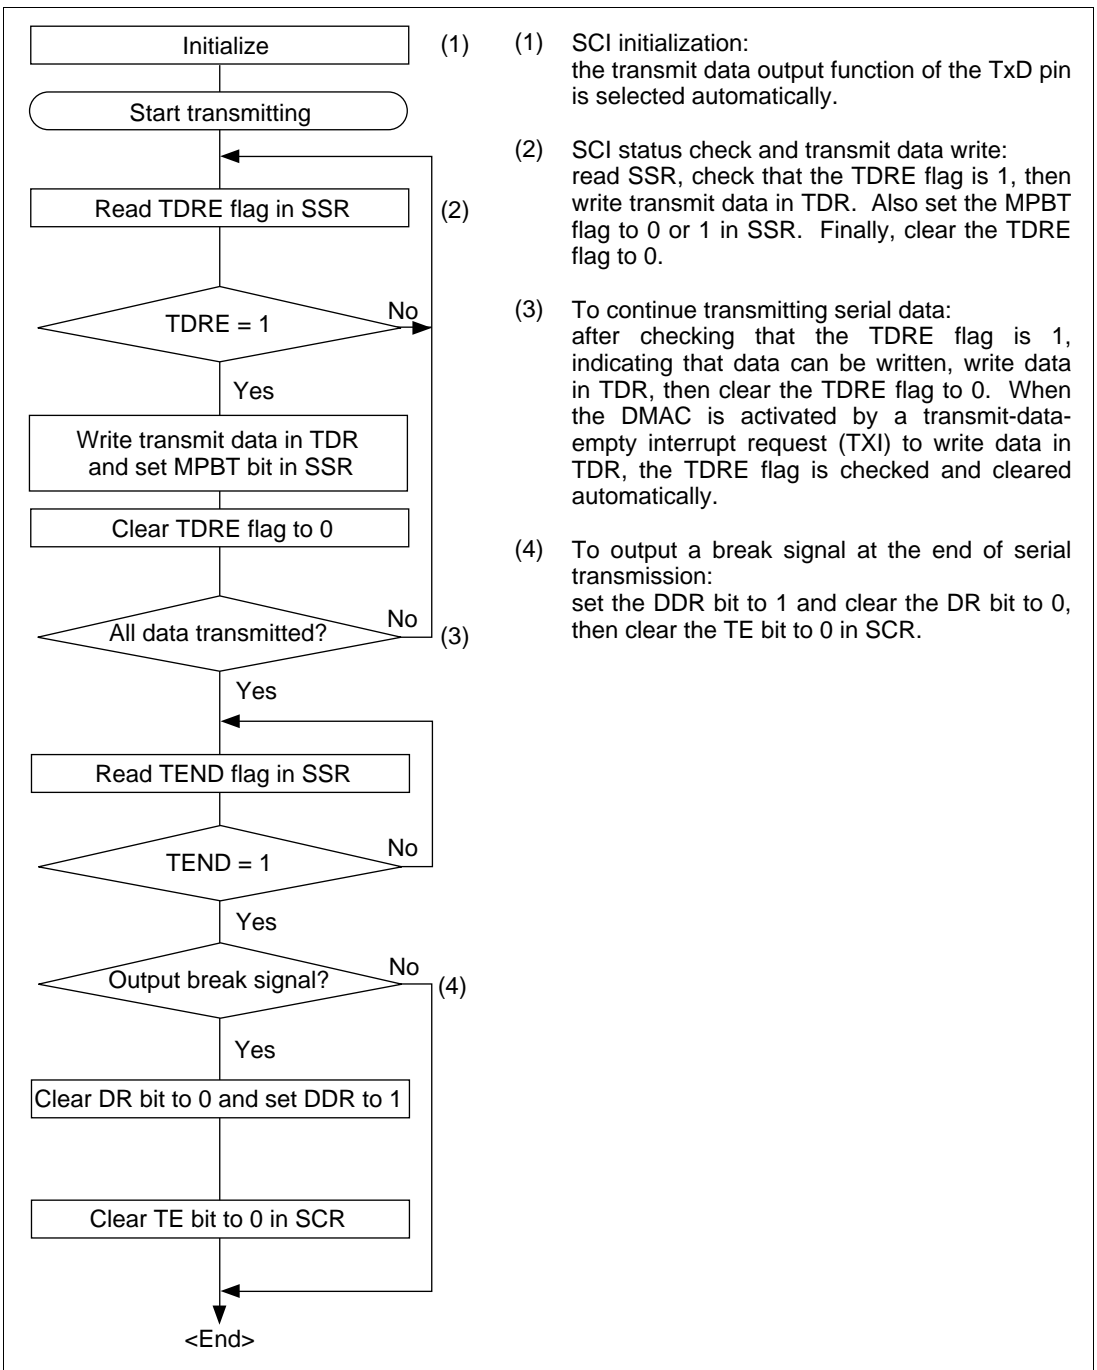 Initialize
(1)
Start transmitting
Read TDRE flag in SSR
(2)
TDRE = 1
No
Yes
Write transmit data in TDR
and set MPBT bit in SSR
Clear TDRE flag to 0
All data transmitted?
No
(3)
Yes
Read TEND flag in SSR
TEND = 1
No
Yes
Output break signal?
No
(4)
Yes
Clear DR bit to 0 and set DDR to 1
Clear TE bit to 0 in SCR
<End>
(1) SCI initialization:
the transmit data output function of the TxD pin
is selected automatically.
(2) SCI status check and transmit data write:
read SSR, check that the TDRE flag is 1, then
write transmit data in TDR. Also set the MPBT
flag to 0 or 1 in SSR. Finally, clear the TDRE
flag to 0.
(3) To continue transmitting serial data:
after checking that the TDRE flag is 1,
indicating that data can be written, write data
in TDR, then clear the TDRE flag to 0. When
the DMAC is activated by a transmit-data-
empty interrupt request (TXI) to write data in
TDR, the TDRE flag is checked and cleared
automatically.
(4) To output a break signal at the end of serial
transmission:
set the DDR bit to 1 and clear the DR bit to 0,
then clear the TE bit to 0 in SCR.